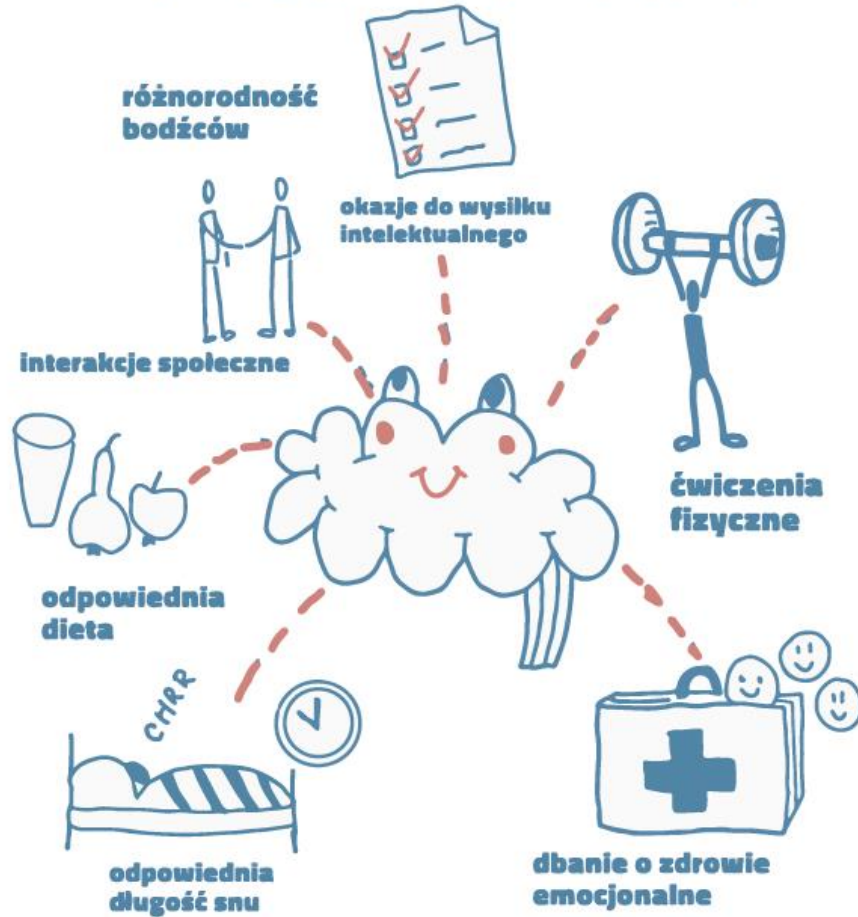 różnorodność
bodźców
okazje do wysiłku
intelektualnego
interakcje społeczne
ćwiczenia
fizyczne
odpowiednia
dieta
CHRR
odpowiednia
długość snu
dbanie o zdrowie
emocjonalne